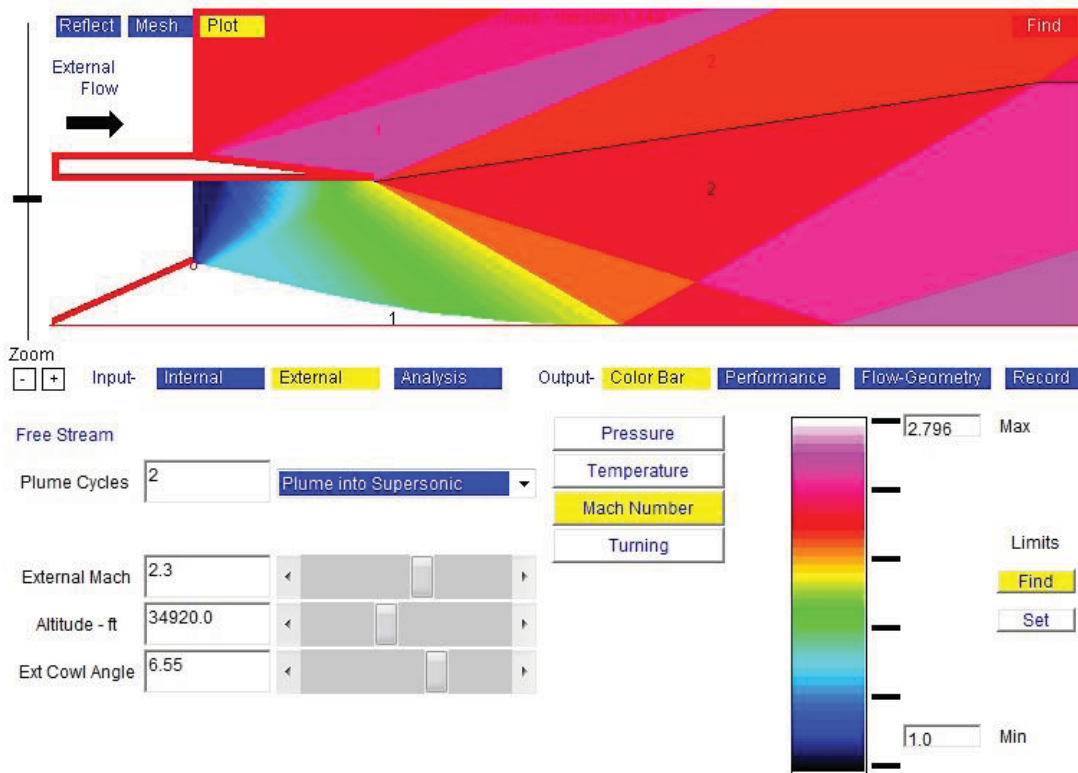 Reflect Mesh Plot Find
External
Flow
1
2
2
0
1
Zoom
- + Input- Internal External Analysis Output- Color Bar Performance Flow-Geometry Record
Free Stream
Plume Cycles 2 Plume into Supersonic
External Mach 2.3
Altitude - ft 34920.0
Ext Cowl Angle 6.55
Pressure
Temperature
Mach Number
Turning
2.796 Max
Limits
Find
Set
1.0 Min